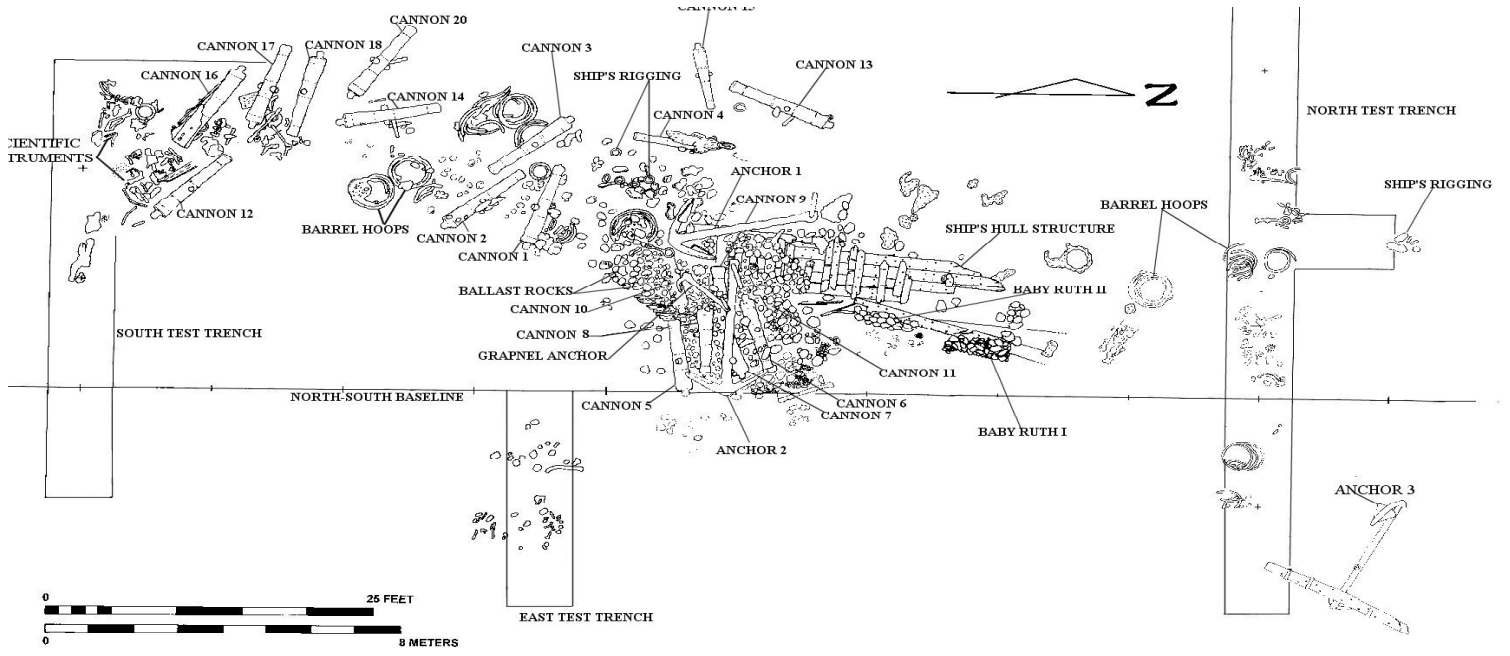 CANNON 15
CANNON 20
CANNON 17
CANNON 18
CANNON 3
CANNON 16
SHIP'S RIGGING
CANNON 13
CANNON 14
N
NORTH TEST TRENCH
CANNON 4
CIENTIFIC
TRUMENTS
ANCHOR 1
CANNON 9
SHIP'S RIGGING
BARREL HOOPS
CANNON 12
BARREL HOOPS
CANNON 2
CANNON 1
SHIP'S HULL STRUCTURE
BALLAST ROCKS
BABY RUTH II
CANNON 10
SOUTH TEST TRENCH
CANNON 8
GRAPNEL ANCHOR
CANNON 11
NORTH-SOUTH BASELINE
CANNON 5
CANNON 6
CANNON 7
BABY RUTH I
ANCHOR 2
ANCHOR 3
0
25 FEET
EAST TEST TRENCH
0
8 METERS